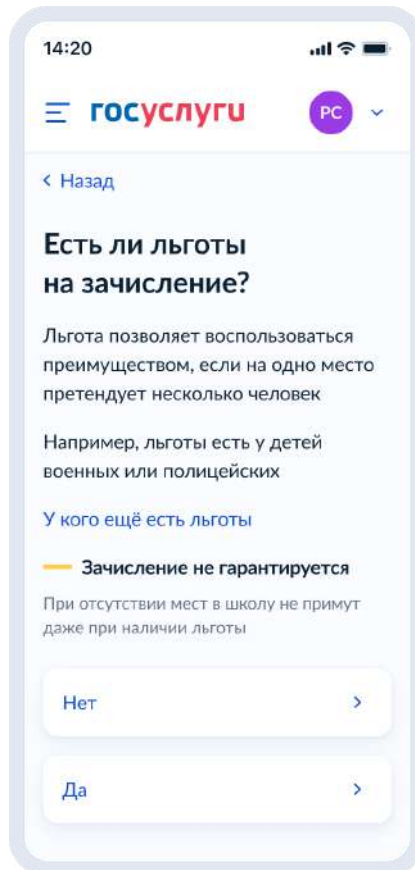 14:20
госуслуги
РС
Назад
Есть ли льготы
на зачисление?
Льгота позволяет воспользоваться
преимуществом, если на одно место
претендует несколько человек
Например, льготы есть у детей
военных или полицейских
У кого ещё есть льготы
Зачисление не гарантируется
При отсутствии мест в школу не примут
даже при наличии льготы
Нет
Да